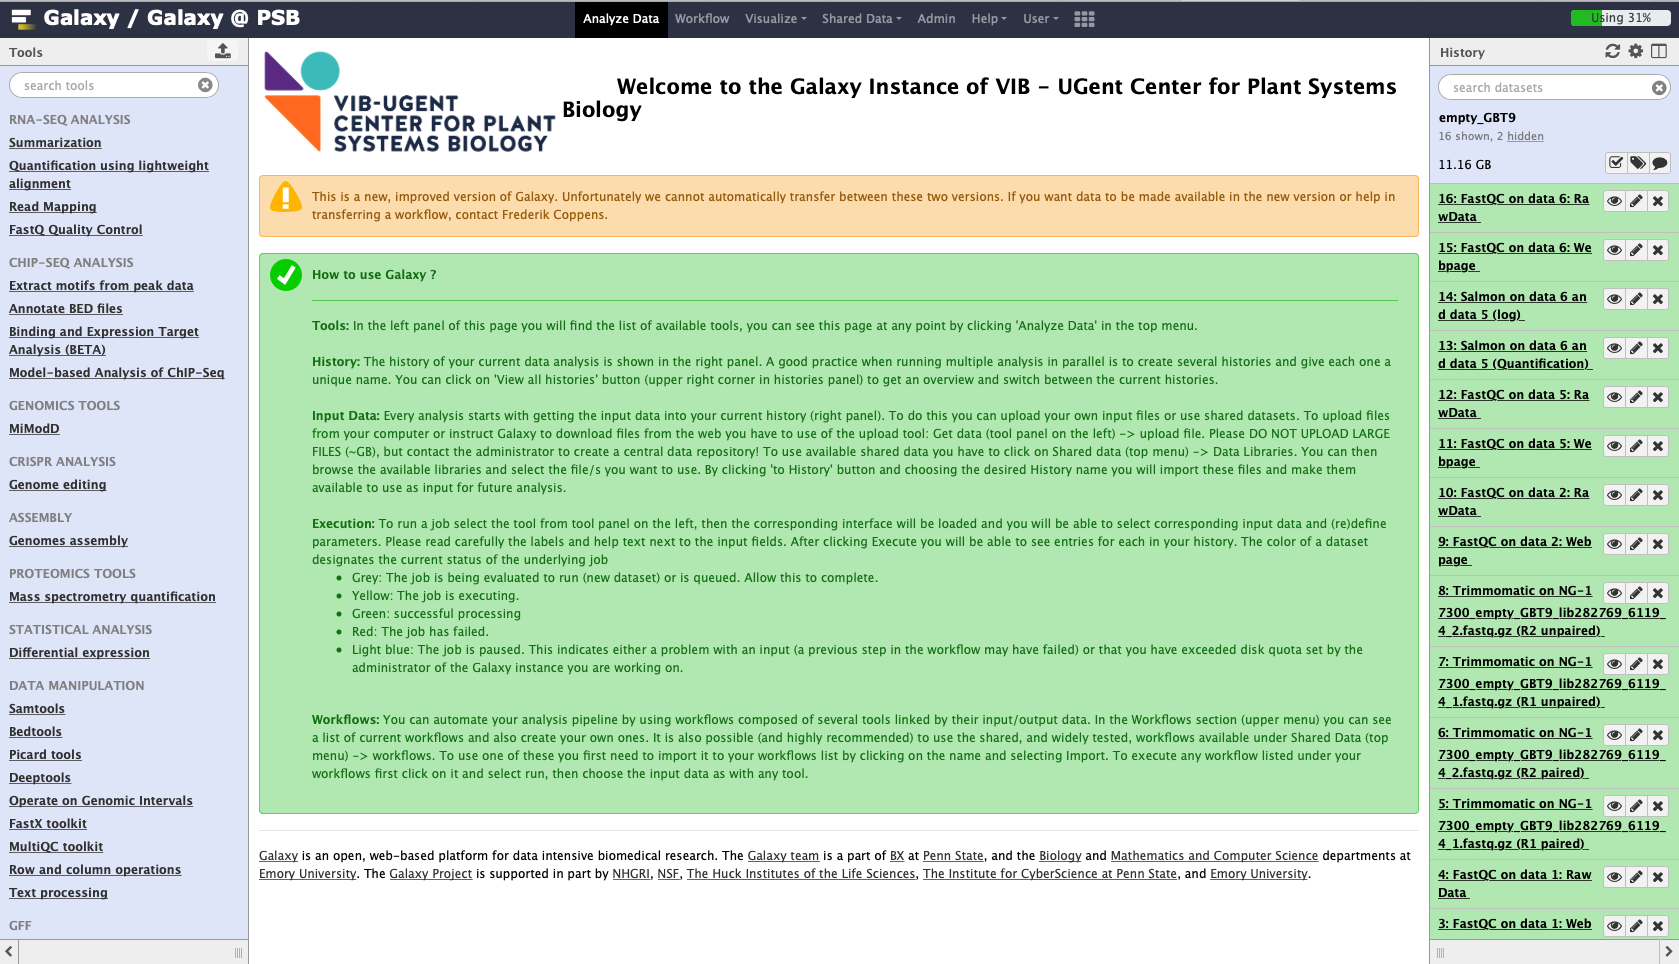 Galaxy / Galaxy @ PSB
Analyze Data
Workflow
Visualize
Shared Data
Admin
Help
User
Using 31%
Tools
search tools
RNA-SEQ ANALYSIS
Summarization
Quantification using lightweight
alignment
Read Mapping
FastQ Quality Control
CHIP-SEQ ANALYSIS
Extract motifs from peak data
Annotate BED files
Binding and Expression Target
Analysis (BETA)
Model-based Analysis of ChIP-Seq
GENOMICS TOOLS
MiModD
CRISPR ANALYSIS
Genome editing
ASSEMBLY
Genomes assembly
PROTEOMICS TOOLS
Mass spectrometry quantification
STATISTICAL ANALYSIS
Differential expression
DATA MANIPULATION
Samtools
Bedtools
Picard tools
Deeptools
Operate on Genomic Intervals
FastX toolkit
MultiQC toolkit
Row and column operations
Text processing
GFF
VIB-UGENT
CENTER FOR PLANT
SYSTEMS BIOLOGY
Welcome to the Galaxy Instance of VIB - UGent Center for Plant Systems
Biology
This is a new, improved version of Galaxy. Unfortunately we cannot automatically transfer between these two versions. If you want data to be made available in the new version or help in
transferring a workflow, contact Frederik Coppens.
How to use Galaxy ?
Tools: In the left panel of this page you will find the list of available tools, you can see this page at any point by clicking 'Analyze Data' in the top menu.
History: The history of your current data analysis is shown in the right panel. A good practice when running multiple analysis in parallel is to create several histories and give each one a
unique name. You can click on 'View all histories' button (upper right corner in histories panel) to get an overview and switch between the current histories.
Input Data: Every analysis starts with getting the input data into your current history (right panel). To do this you can upload your own input files or use shared datasets. To upload files
from your computer or instruct Galaxy to download files from the web you have to use of the upload tool: Get data (tool panel on the left) -> upload file. Please DO NOT UPLOAD LARGE
FILES (~GB), but contact the administrator to create a central data repository! To use available shared data you have to click on Shared data (top menu) -> Data Libraries. You can then
browse the available libraries and select the file/s you want to use. By clicking 'to History' button and choosing the desired History name you will import these files and make them
available to use as input for future analysis.
Execution: To run a job select the tool from tool panel on the left, then the corresponding interface will be loaded and you will be able to select corresponding input data and (re)define
parameters. Please read carefully the labels and help text next to the input fields. After clicking Execute you will be able to see entries for each in your history. The color of a dataset
designates the current status of the underlying job
• Grey: The job is being evaluated to run (new dataset) or is queued. Allow this to complete.
• Yellow: The job is executing.
• Green: successful processing
• Red: The job has failed.
• Light blue: The job is paused. This indicates either a problem with an input (a previous step in the workflow may have failed) or that you have exceeded disk quota set by the
administrator of the Galaxy instance you are working on.
Workflows: You can automate your analysis pipeline by using workflows composed of several tools linked by their input/output data. In the Workflows section (upper menu) you can see
a list of current workflows and also create your own ones. It is also possible (and highly recommended) to use the shared, and widely tested, workflows available under Shared Data (top
menu) -> workflows. To use one of these you first need to import it to your workflows list by clicking on the name and selecting Import. To execute any workflow listed under your
workflows first click on it and select run, then choose the input data as with any tool.
Galaxy is an open, web-based platform for data intensive biomedical research. The Galaxy team is a part of BX at Penn State, and the Biology and Mathematics and Computer Science departments at
Emory University. The Galaxy Project is supported in part by NHGRI, NSF, The Huck Institutes of the Life Sciences, The Institute for CyberScience at Penn State, and Emory University.
History
search datasets
empty_GBT9
16 shown, 2 hidden
11.16 GB
16: FastQC on data 6: Ra
wData
15: FastQC on data 6: We
bpage
14: Salmon on data 6 an
d data 5 (log)
13: Salmon on data 6 an
d data 5 (Quantification)
12: FastQC on data 5: Ra
wData
11: FastQC on data 5: We
bpage
10: FastQC on data 2: Ra
wData
9: FastQC on data 2: Web
page
8: Trimmomatic on NG-1
7300_empty_GBT9_lib282769_6119_
4_2.fastq.gz (R2 unpaired)
7: Trimmomatic on NG-1
7300_empty_GBT9_lib282769_6119_
4_1.fastq.gz (R1 unpaired)
6: Trimmomatic on NG-1
7300_empty_GBT9_lib282769_6119_
4_2.fastq.gz (R2 paired)
5: Trimmomatic on NG-1
7300_empty_GBT9_lib282769_6119_
4_1.fastq.gz (R1 paired)
4: FastQC on data 1: Raw
Data
3: FastQC on data 1: Web